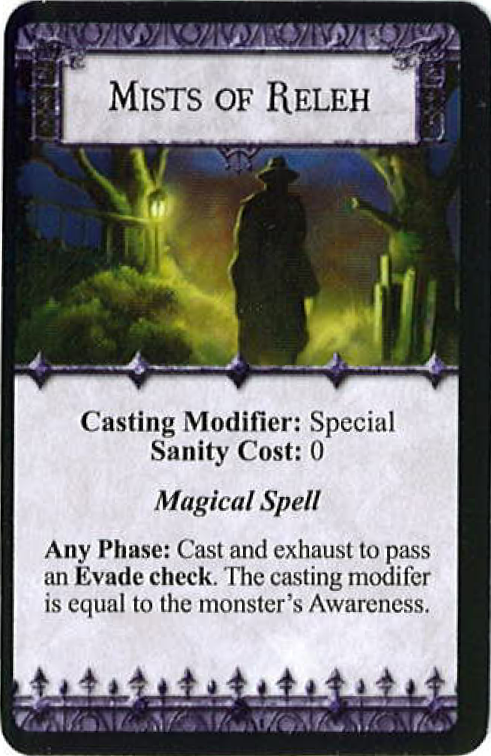 Mists of Releh
Casting Modifier: Special
Sanity Cost: 0
Magical Spell
Any Phase: Cast and exhaust to pass
an Evade check. The casting modifer
is equal to the monster's Awareness.